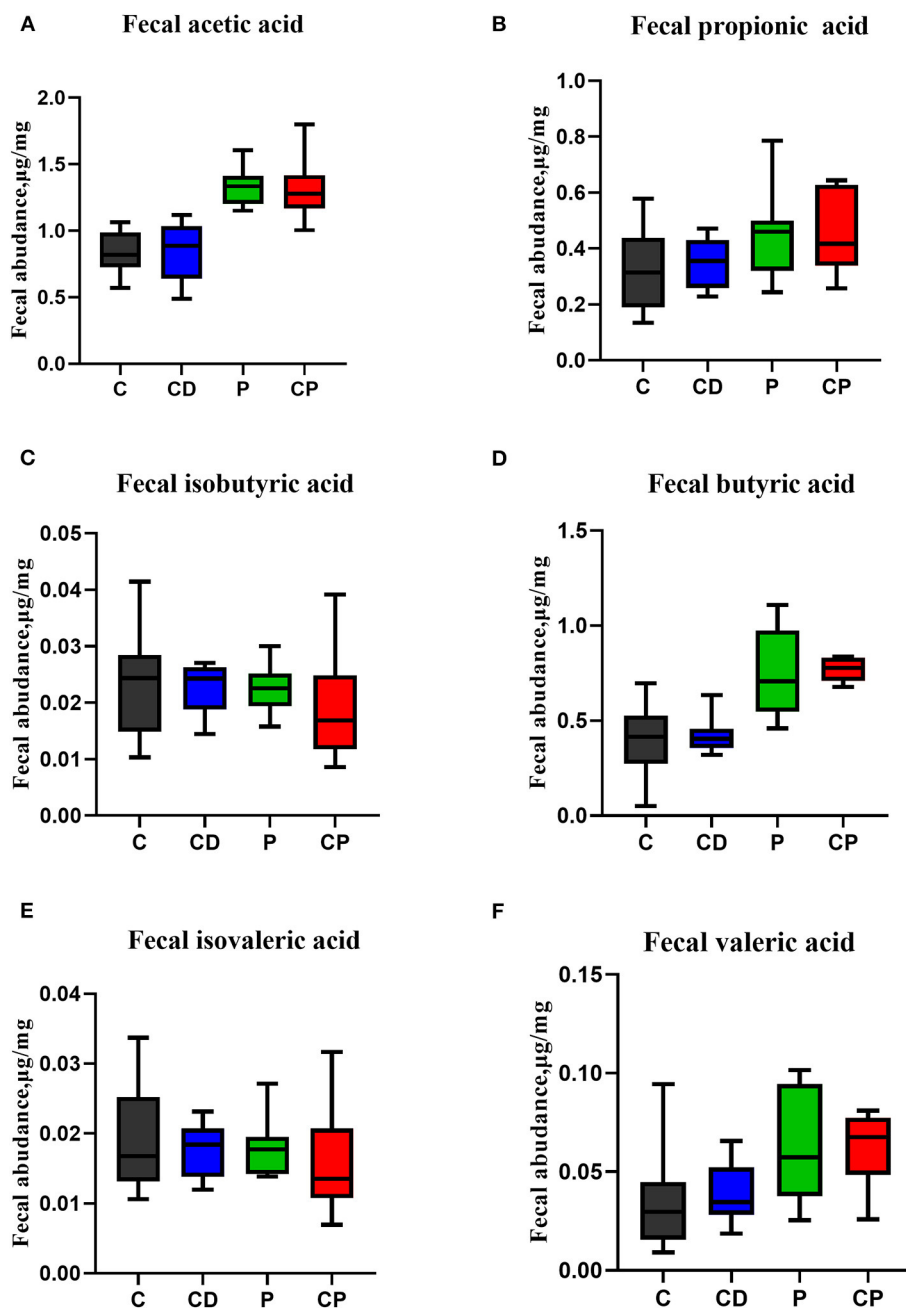 A
Fecal acetic acid
Fecal abudance,µg/mg
2.0
1.5
1.0
0.5
0.0
C CD P CP
B
Fecal propionic acid
Fecal abudance,µg/mg
1.0
0.8
0.6
0.4
0.2
0.0
C CD P CP
C
Fecal isobutyric acid
Fecal abudance,µg/mg
0.05
0.04
0.03
0.02
0.01
0.00
C CD P CP
D
Fecal butyric acid
Fecal abudance,µg/mg
1.5
1.0
0.5
0.0
C CD P CP
E
Fecal isovaleric acid
Fecal abudance,µg/mg
0.04
0.03
0.02
0.01
0.00
C CD P CP
F
Fecal valeric acid
Fecal abudance,µg/mg
0.15
0.10
0.05
0.00
C CD P CP